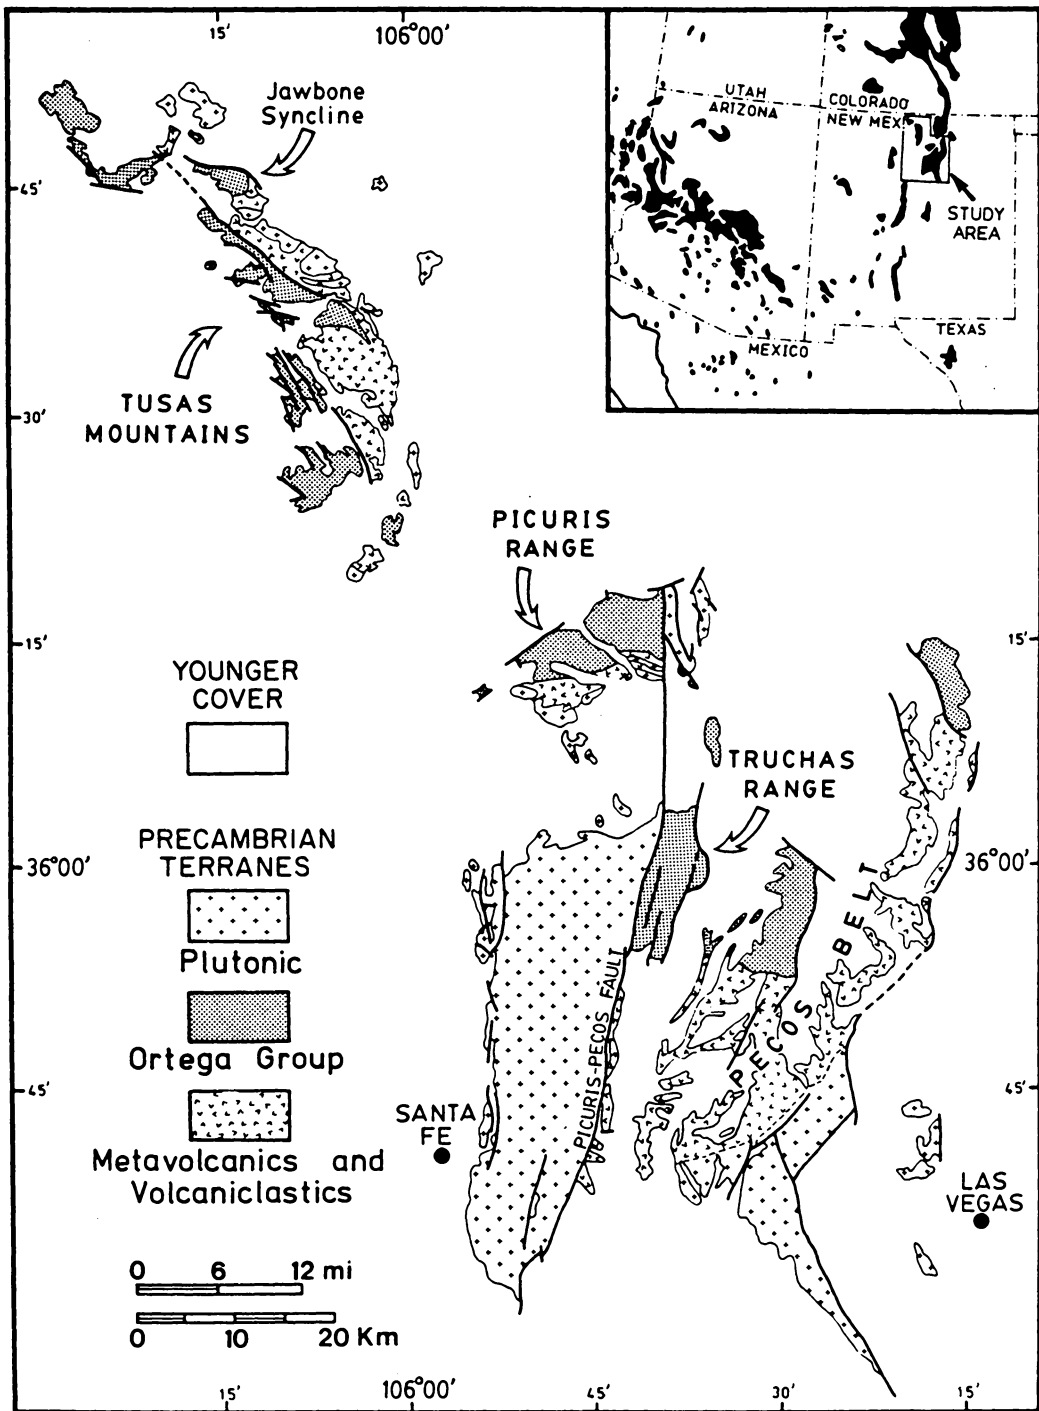 15′
106°00′
Jawbone
Syncline
45′
TUSAS
MOUNTAINS
30′
UTAH
ARIZONA
COLORADO
NEW MEX
STUDY
AREA
TEXAS
MEXICO
PICURIS
RANGE
15′
15′
YOUNGER
COVER
TRUCHAS
RANGE
PRECAMBRIAN
TERRANES
36°00′
36°00′
Plutonic
Ortega Group
Metavolcanics and
Volcaniclastics
PICURIS-PECOS FAULT
PECOS BELT
45′
45′
SANTA
FE
LAS
VEGAS
0 6 12 mi
0 10 20 Km
15′
106°00′
45′
30′
15′